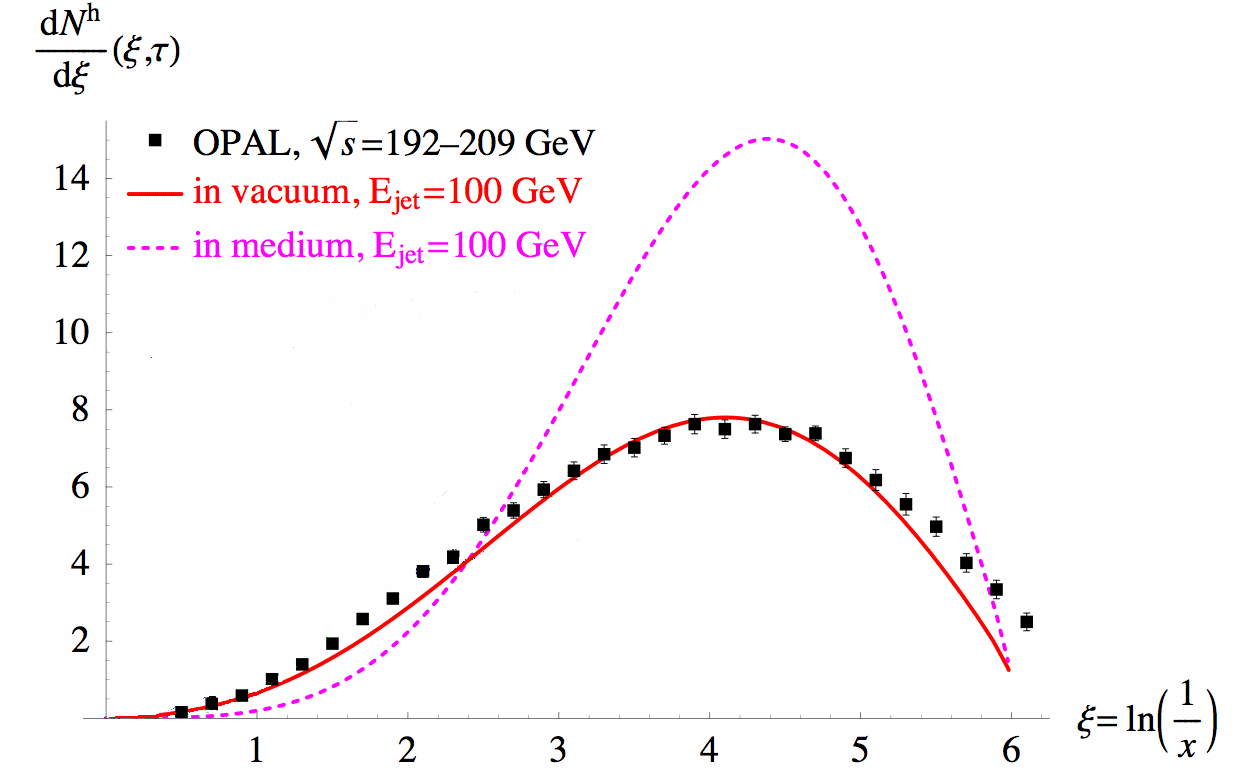 dNʰ/dξ (ξ,τ)
OPAL, √s=192–209 GeV
in vacuum, E_jet=100 GeV
in medium, E_jet=100 GeV
14
12
10
8
6
4
2
1 2 3 4 5 6
ξ=ln(1/x)